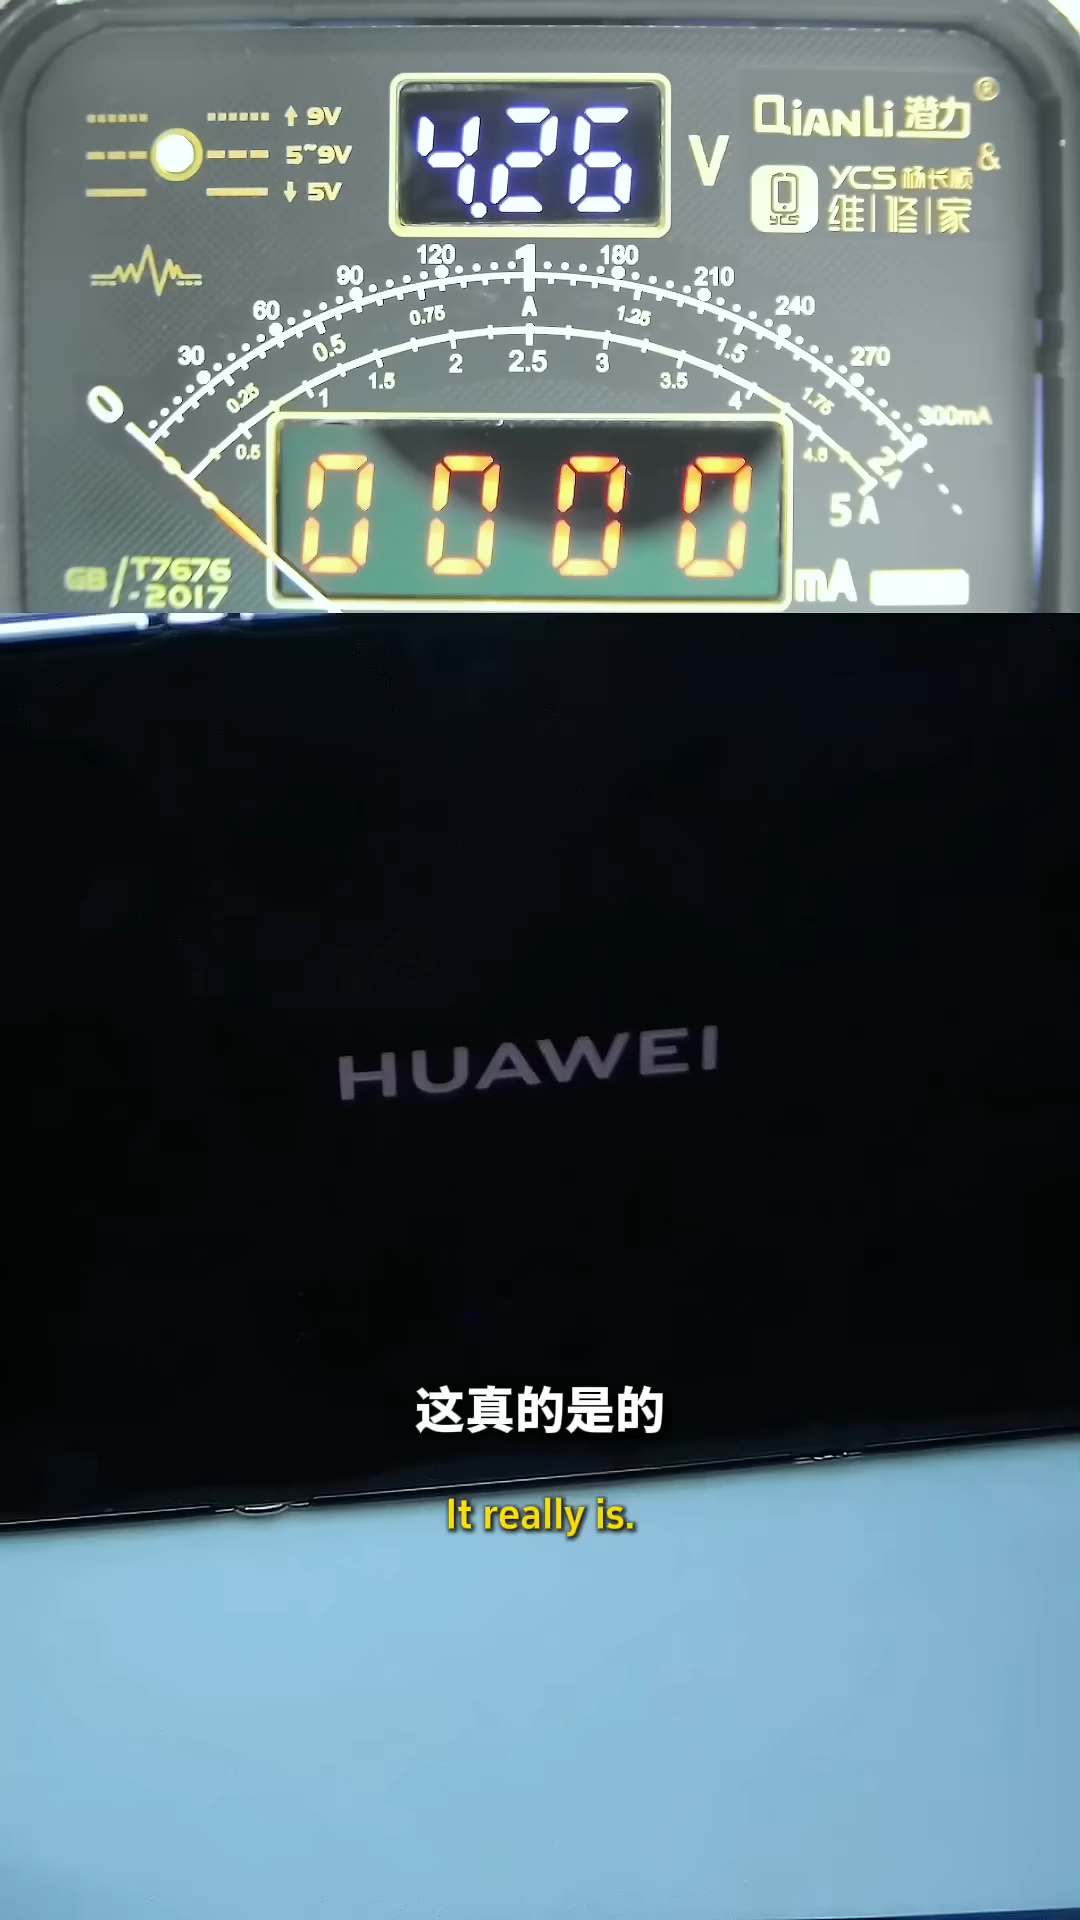 ↑ 9V
5~9V
↓ 5V
4.26 V
QIANLI 潜力 ®
&
YCS 杨长顺
维|修|家
YCS
0 30 60 90 120 1 180 210 240 270 300mA
A
0.25 0.5 0.75 1.25 1.5 1.75 2A
0.5 1 1.5 2 2.5 3 3.5 4 4.5 5A
0000 mA
GB/T7676
-2017
HUAWEI
这真的是的
It really is.